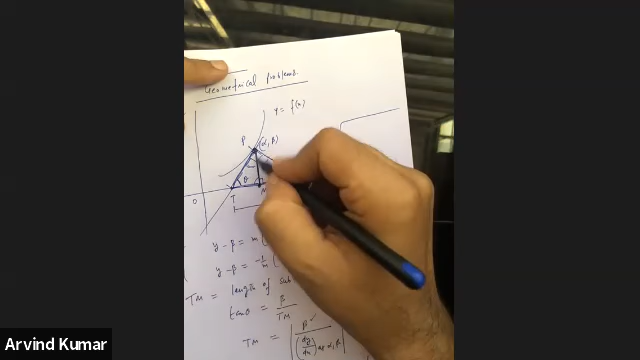 Geometrical Problems.
y = f(x)
P (α, β)
θ
O T M
y - β = m (
y - β = -1/m (
TM = length of sub
tanθ = β/TM
TM = | β/(dy/dx) at α, β |
Arvind Kumar